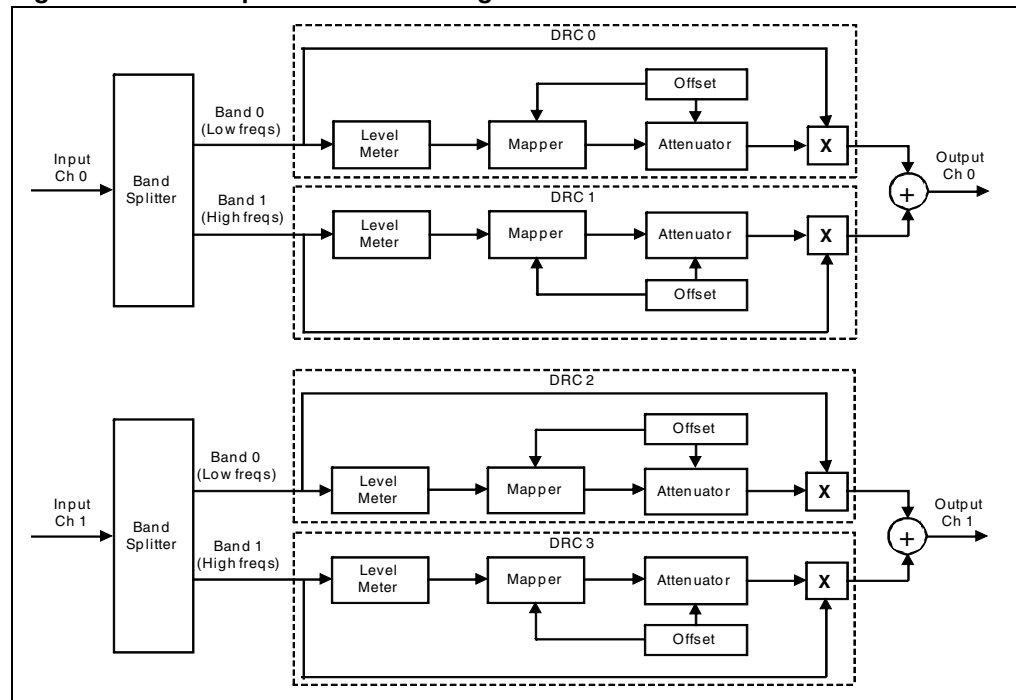 DRC 0
Offset
Band 0
(Low freqs)
Level
Meter
Mapper
Attenuator
X
Input
Ch 0
Band
Splitter
Output
Ch 0
+
Band 1
(High freqs)
DRC 1
Level
Meter
Mapper
Attenuator
X
Offset
DRC 2
Offset
Band 0
(Low freqs)
Level
Meter
Mapper
Attenuator
X
Input
Ch 1
Band
Splitter
Output
Ch 1
+
Band 1
(High freqs)
DRC 3
Level
Meter
Mapper
Attenuator
X
Offset